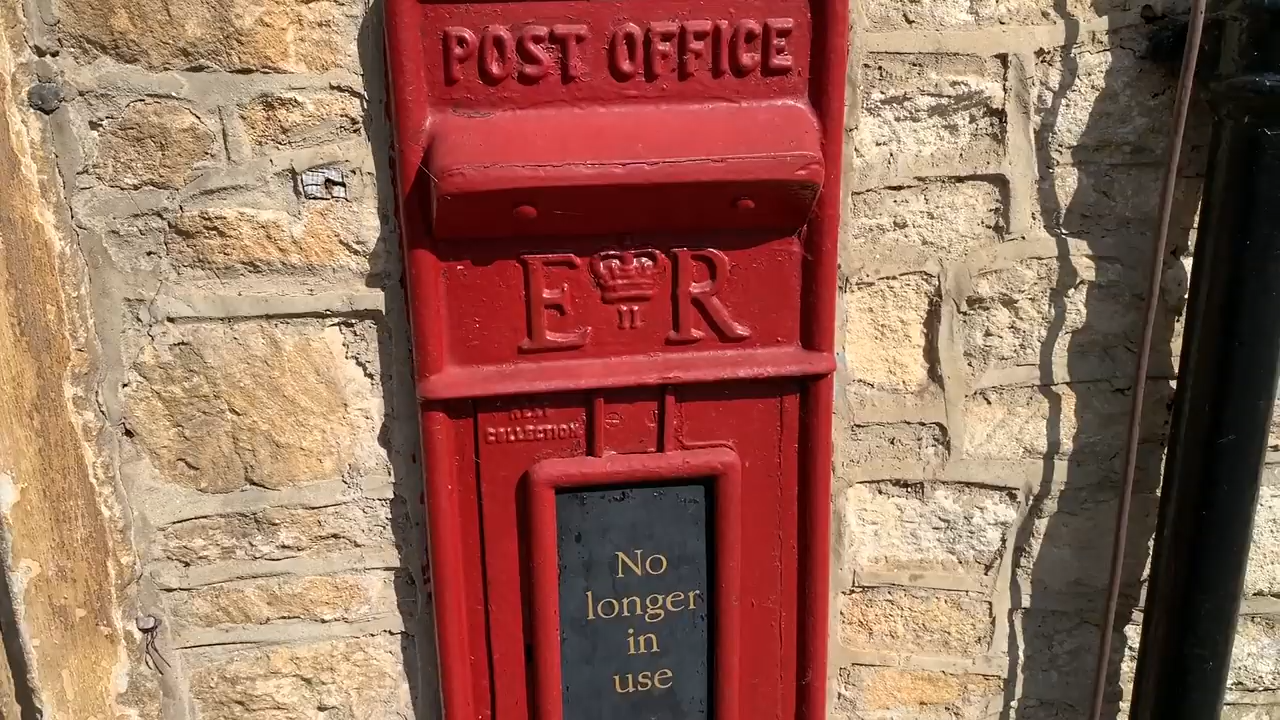 POST OFFICE
E II R
NEXT
COLLECTION
No
longer
in
use